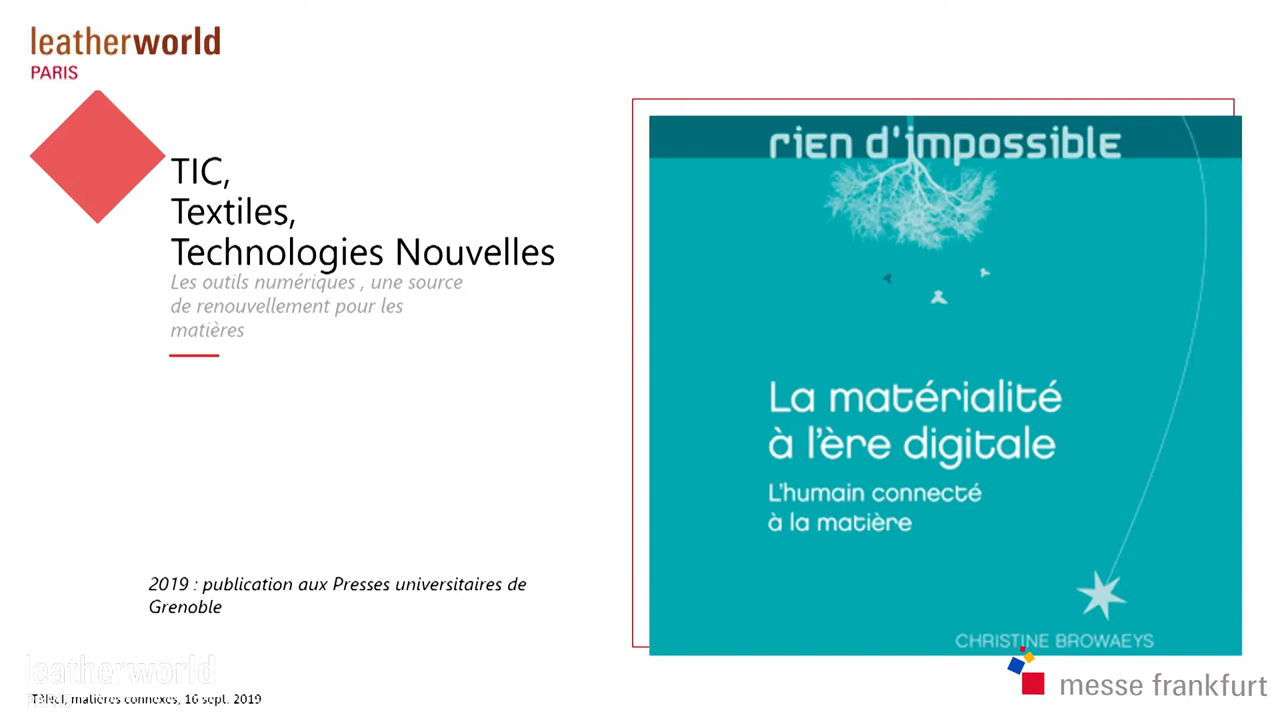 leatherworld
PARIS
TIC,
Textiles,
Technologies Nouvelles
Les outils numériques , une source
de renouvellement pour les
matières
2019 : publication aux Presses universitaires de
Grenoble
rien d'impossible
La matérialité
à l'ère digitale
L'humain connecté
à la matière
CHRISTINE BROWAEYS
leatherworld
matières connexes, 16 sept. 2019
messe frankfurt